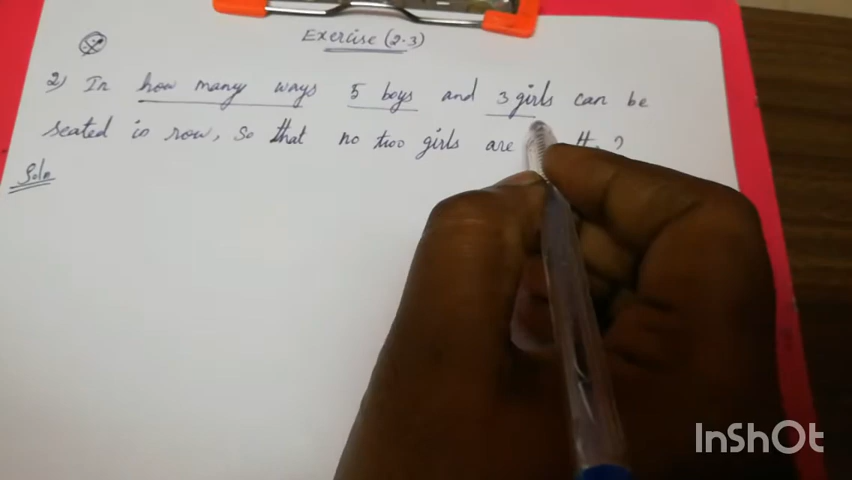 Exercise (2.3)
2) In how many ways 5 boys and 3 girls can be
seated in row, so that no two girls are
Soln
InShOt